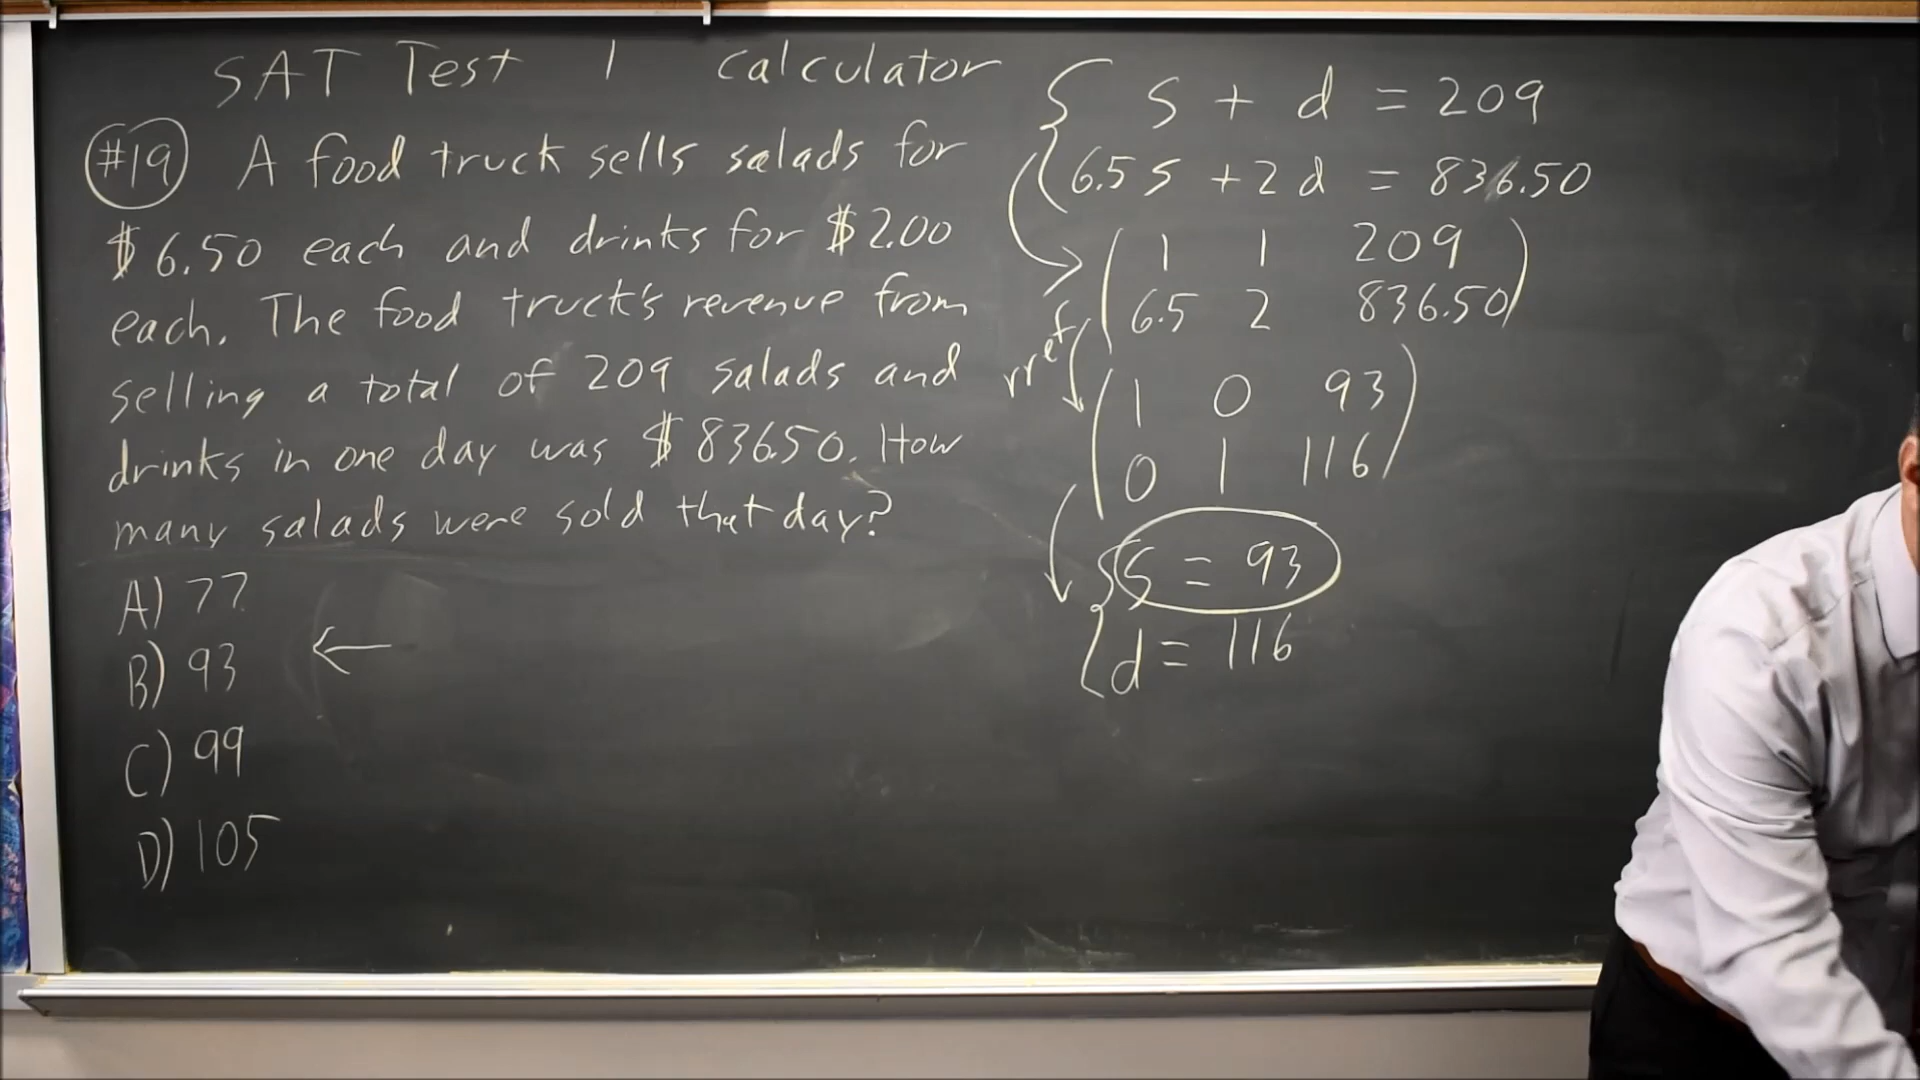 SAT Test 1 calculator
#19 A food truck sells salads for
$6.50 each and drinks for $2.00
each. The food truck's revenue from
selling a total of 209 salads and
drinks in one day was $836.50. How
many salads were sold that day?
A) 77
B) 93 ←
C) 99
D) 105
{ S + d = 209
6.5 S + 2 d = 836.50
( 1 1 209
6.5 2 836.50 )
rref
( 1 0 93
0 1 116 )
{ S = 93
d = 116